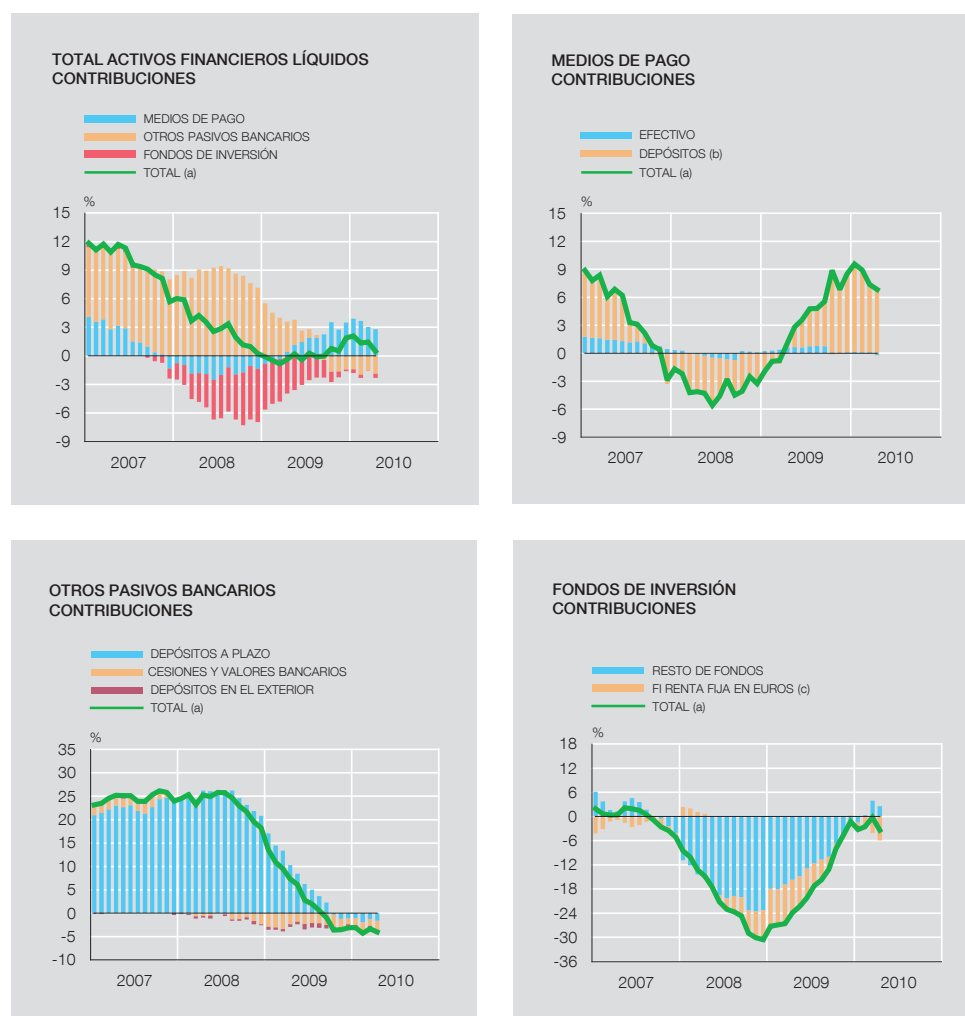 TOTAL ACTIVOS FINANCIEROS LÍQUIDOS
CONTRIBUCIONES
MEDIOS DE PAGO
OTROS PASIVOS BANCARIOS
FONDOS DE INVERSIÓN
TOTAL (a)
%
15
12
9
6
3
0
-3
-6
-9
2007 2008 2009 2010
MEDIOS DE PAGO
CONTRIBUCIONES
EFECTIVO
DEPÓSITOS (b)
TOTAL (a)
%
15
12
9
6
3
0
-3
-6
-9
2007 2008 2009 2010
OTROS PASIVOS BANCARIOS
CONTRIBUCIONES
DEPÓSITOS A PLAZO
CESIONES Y VALORES BANCARIOS
DEPÓSITOS EN EL EXTERIOR
TOTAL (a)
%
35
30
25
20
15
10
5
0
-5
-10
2007 2008 2009 2010
FONDOS DE INVERSIÓN
CONTRIBUCIONES
RESTO DE FONDOS
FI RENTA FIJA EN EUROS (c)
TOTAL (a)
%
18
12
6
0
-6
-12
-18
-24
-30
-36
2007 2008 2009 2010